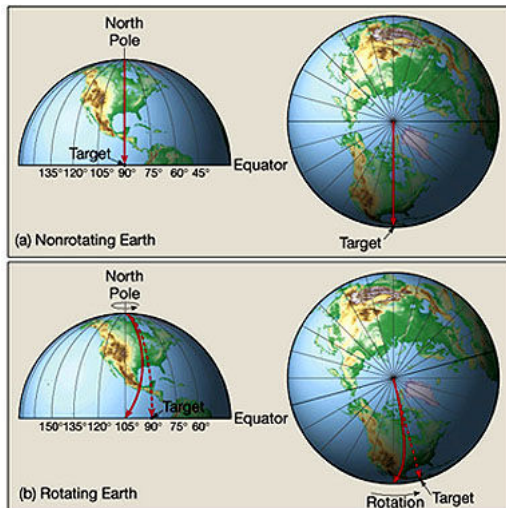 North
Pole
Target
Equator
135° 120° 105° 90° 75° 60° 45°
(a) Nonrotating Earth
Target
North
Pole
Target
Equator
150° 135° 120° 105° 90° 75° 60°
(b) Rotating Earth
Rotation
Target